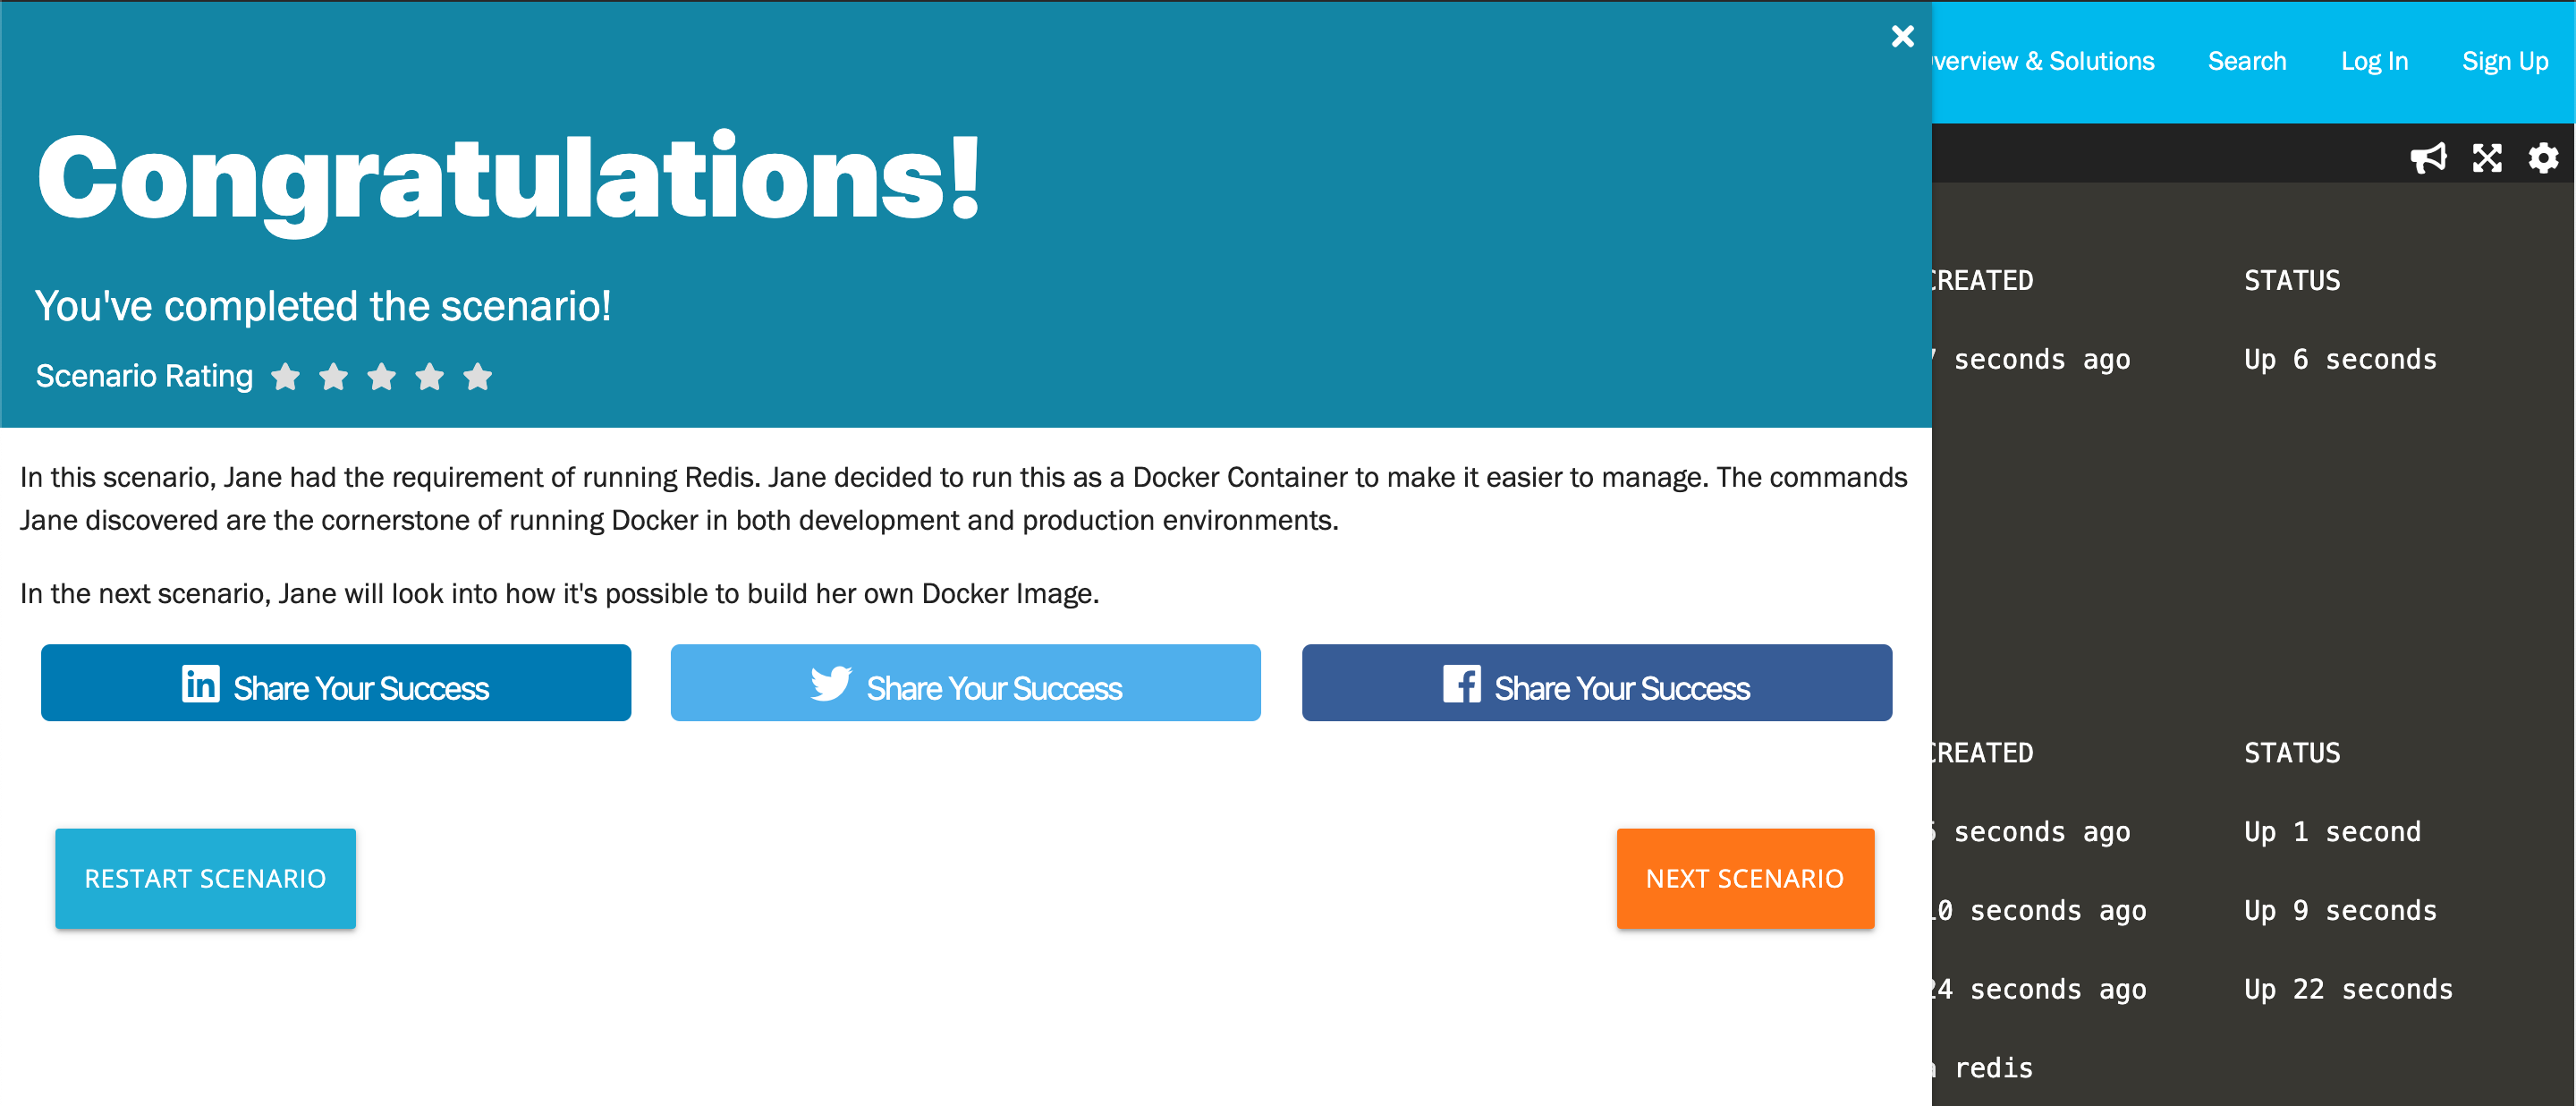 Congratulations!
You've completed the scenario!
Scenario Rating
In this scenario, Jane had the requirement of running Redis. Jane decided to run this as a Docker Container to make it easier to manage. The commands
Jane discovered are the cornerstone of running Docker in both development and production environments.
In the next scenario, Jane will look into how it's possible to build her own Docker Image.
Share Your Success
Share Your Success
Share Your Success
RESTART SCENARIO
NEXT SCENARIO
& Solutions Search Log In Sign Up
STATUS
seconds ago Up 6 seconds
STATUS
seconds ago Up 1 second
seconds ago Up 9 seconds
seconds ago Up 22 seconds
redis